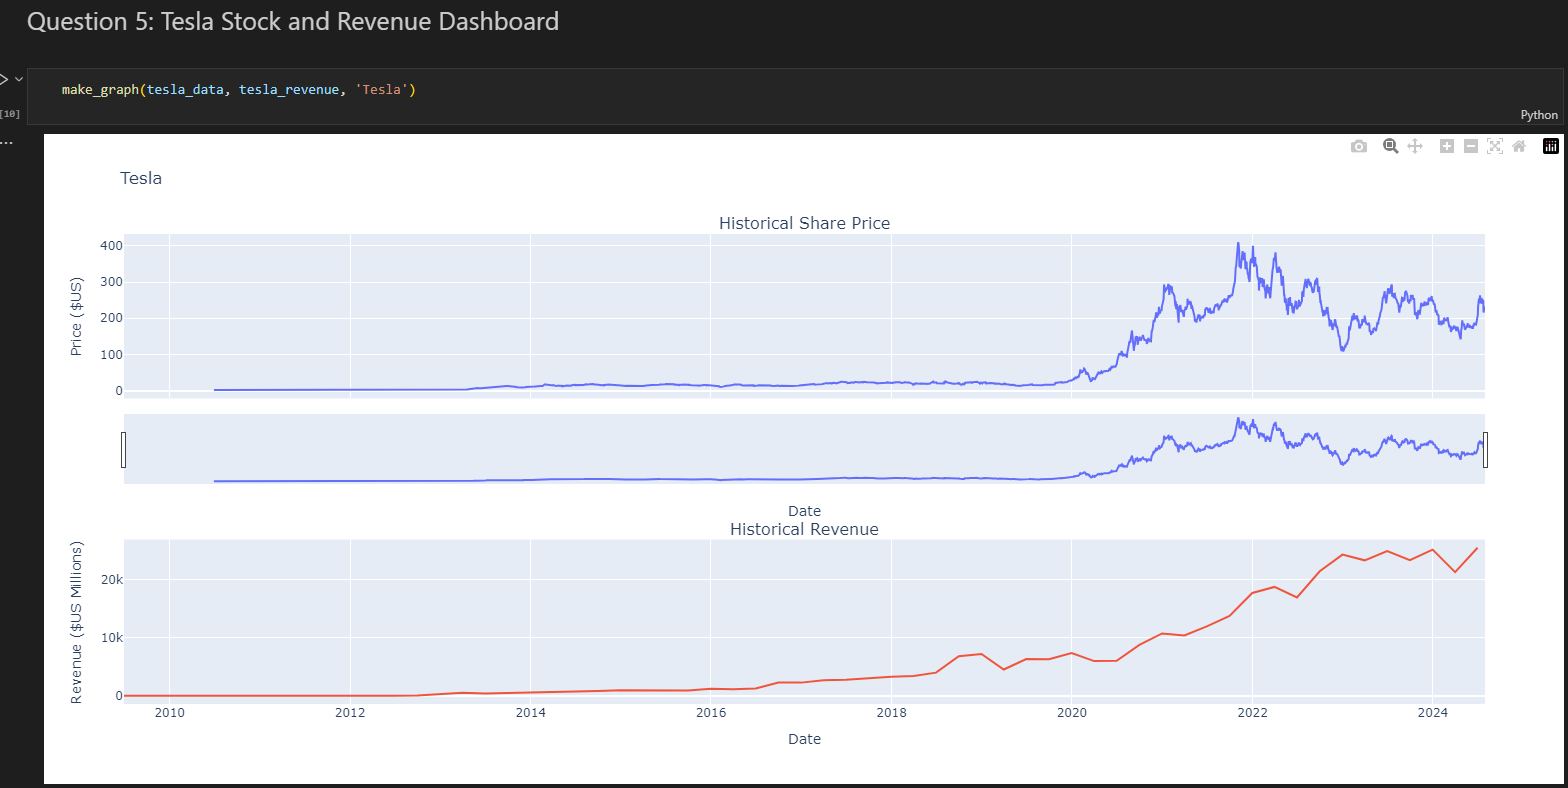 Question 5: Tesla Stock and Revenue Dashboard
make_graph(tesla_data, tesla_revenue, 'Tesla')
[10]
Python
...
Tesla
Historical Share Price
Price ($US)
400
300
200
100
0
Date
Historical Revenue
Revenue ($US Millions)
20k
10k
0
2010 2012 2014 2016 2018 2020 2022 2024
Date